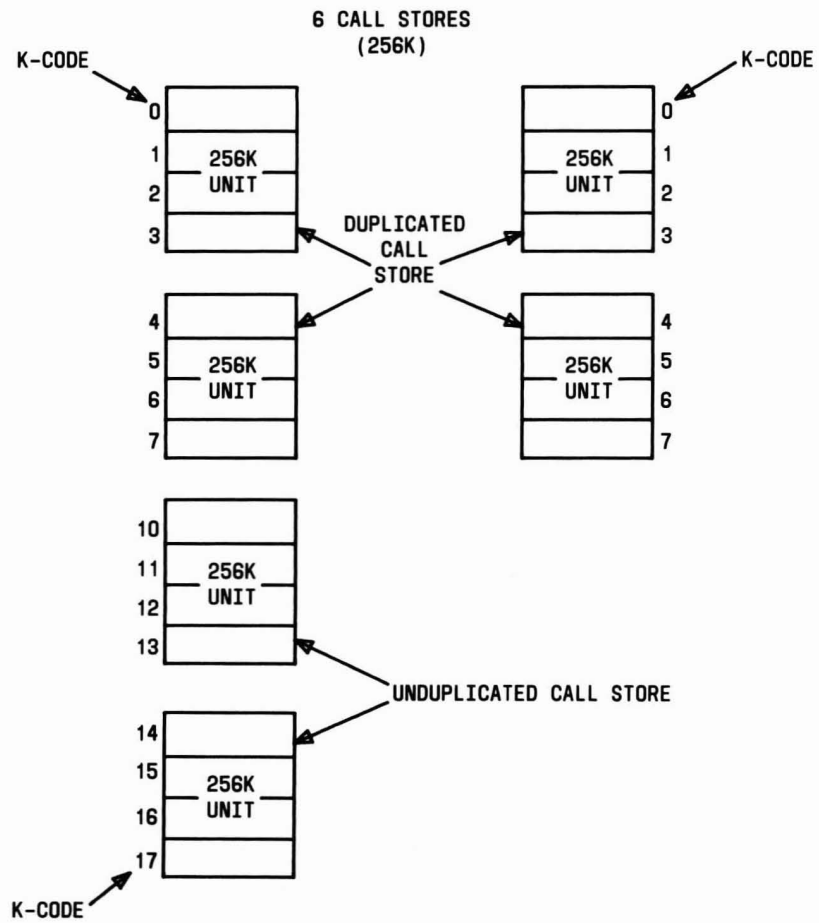 6 CALL STORES
(256K)
K-CODE
K-CODE
0
1
2
3
256K
UNIT
0
1
2
3
256K
UNIT
DUPLICATED
CALL
STORE
4
5
6
7
256K
UNIT
4
5
6
7
256K
UNIT
10
11
12
13
256K
UNIT
UNDUPLICATED CALL STORE
14
15
16
17
256K
UNIT
K-CODE